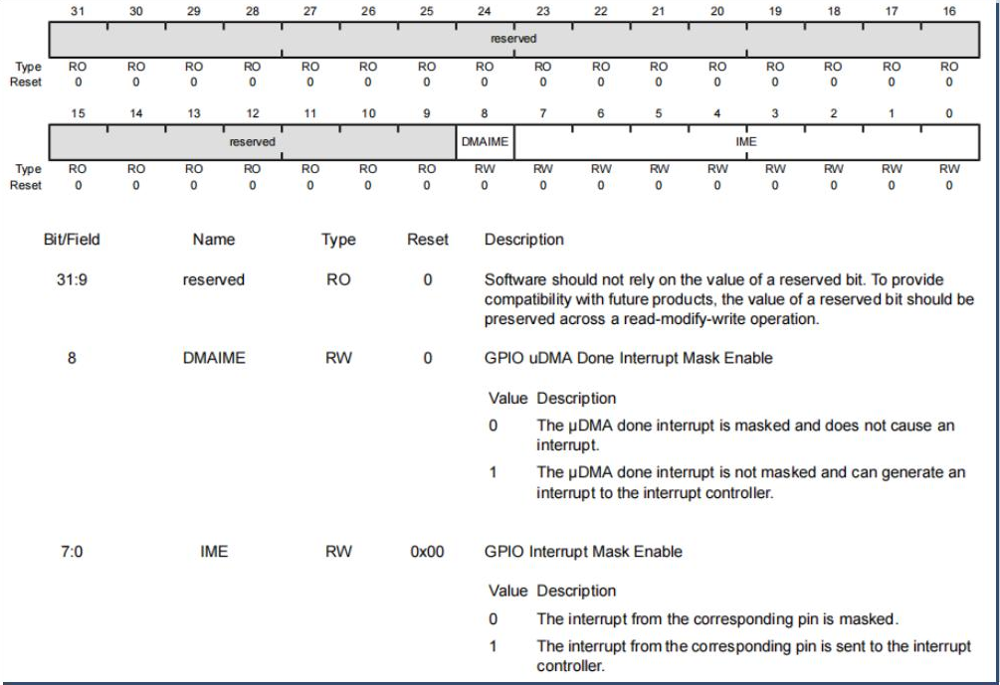 31 30 29 28 27 26 25 24 23 22 21 20 19 18 17 16
reserved
Type RO RO RO RO RO RO RO RO RO RO RO RO RO RO RO RO
Reset 0 0 0 0 0 0 0 0 0 0 0 0 0 0 0 0
15 14 13 12 11 10 9 8 7 6 5 4 3 2 1 0
reserved DMAIME IME
Type RO RO RO RO RO RO RO RW RW RW RW RW RW RW RW RW
Reset 0 0 0 0 0 0 0 0 0 0 0 0 0 0 0 0
Bit/Field Name Type Reset Description
31:9 reserved RO 0 Software should not rely on the value of a reserved bit. To provide
compatibility with future products, the value of a reserved bit should be
preserved across a read-modify-write operation.
8 DMAIME RW 0 GPIO uDMA Done Interrupt Mask Enable
Value Description
0 The µDMA done interrupt is masked and does not cause an
interrupt.
1 The µDMA done interrupt is not masked and can generate an
interrupt to the interrupt controller.
7:0 IME RW 0x00 GPIO Interrupt Mask Enable
Value Description
0 The interrupt from the corresponding pin is masked.
1 The interrupt from the corresponding pin is sent to the interrupt
controller.